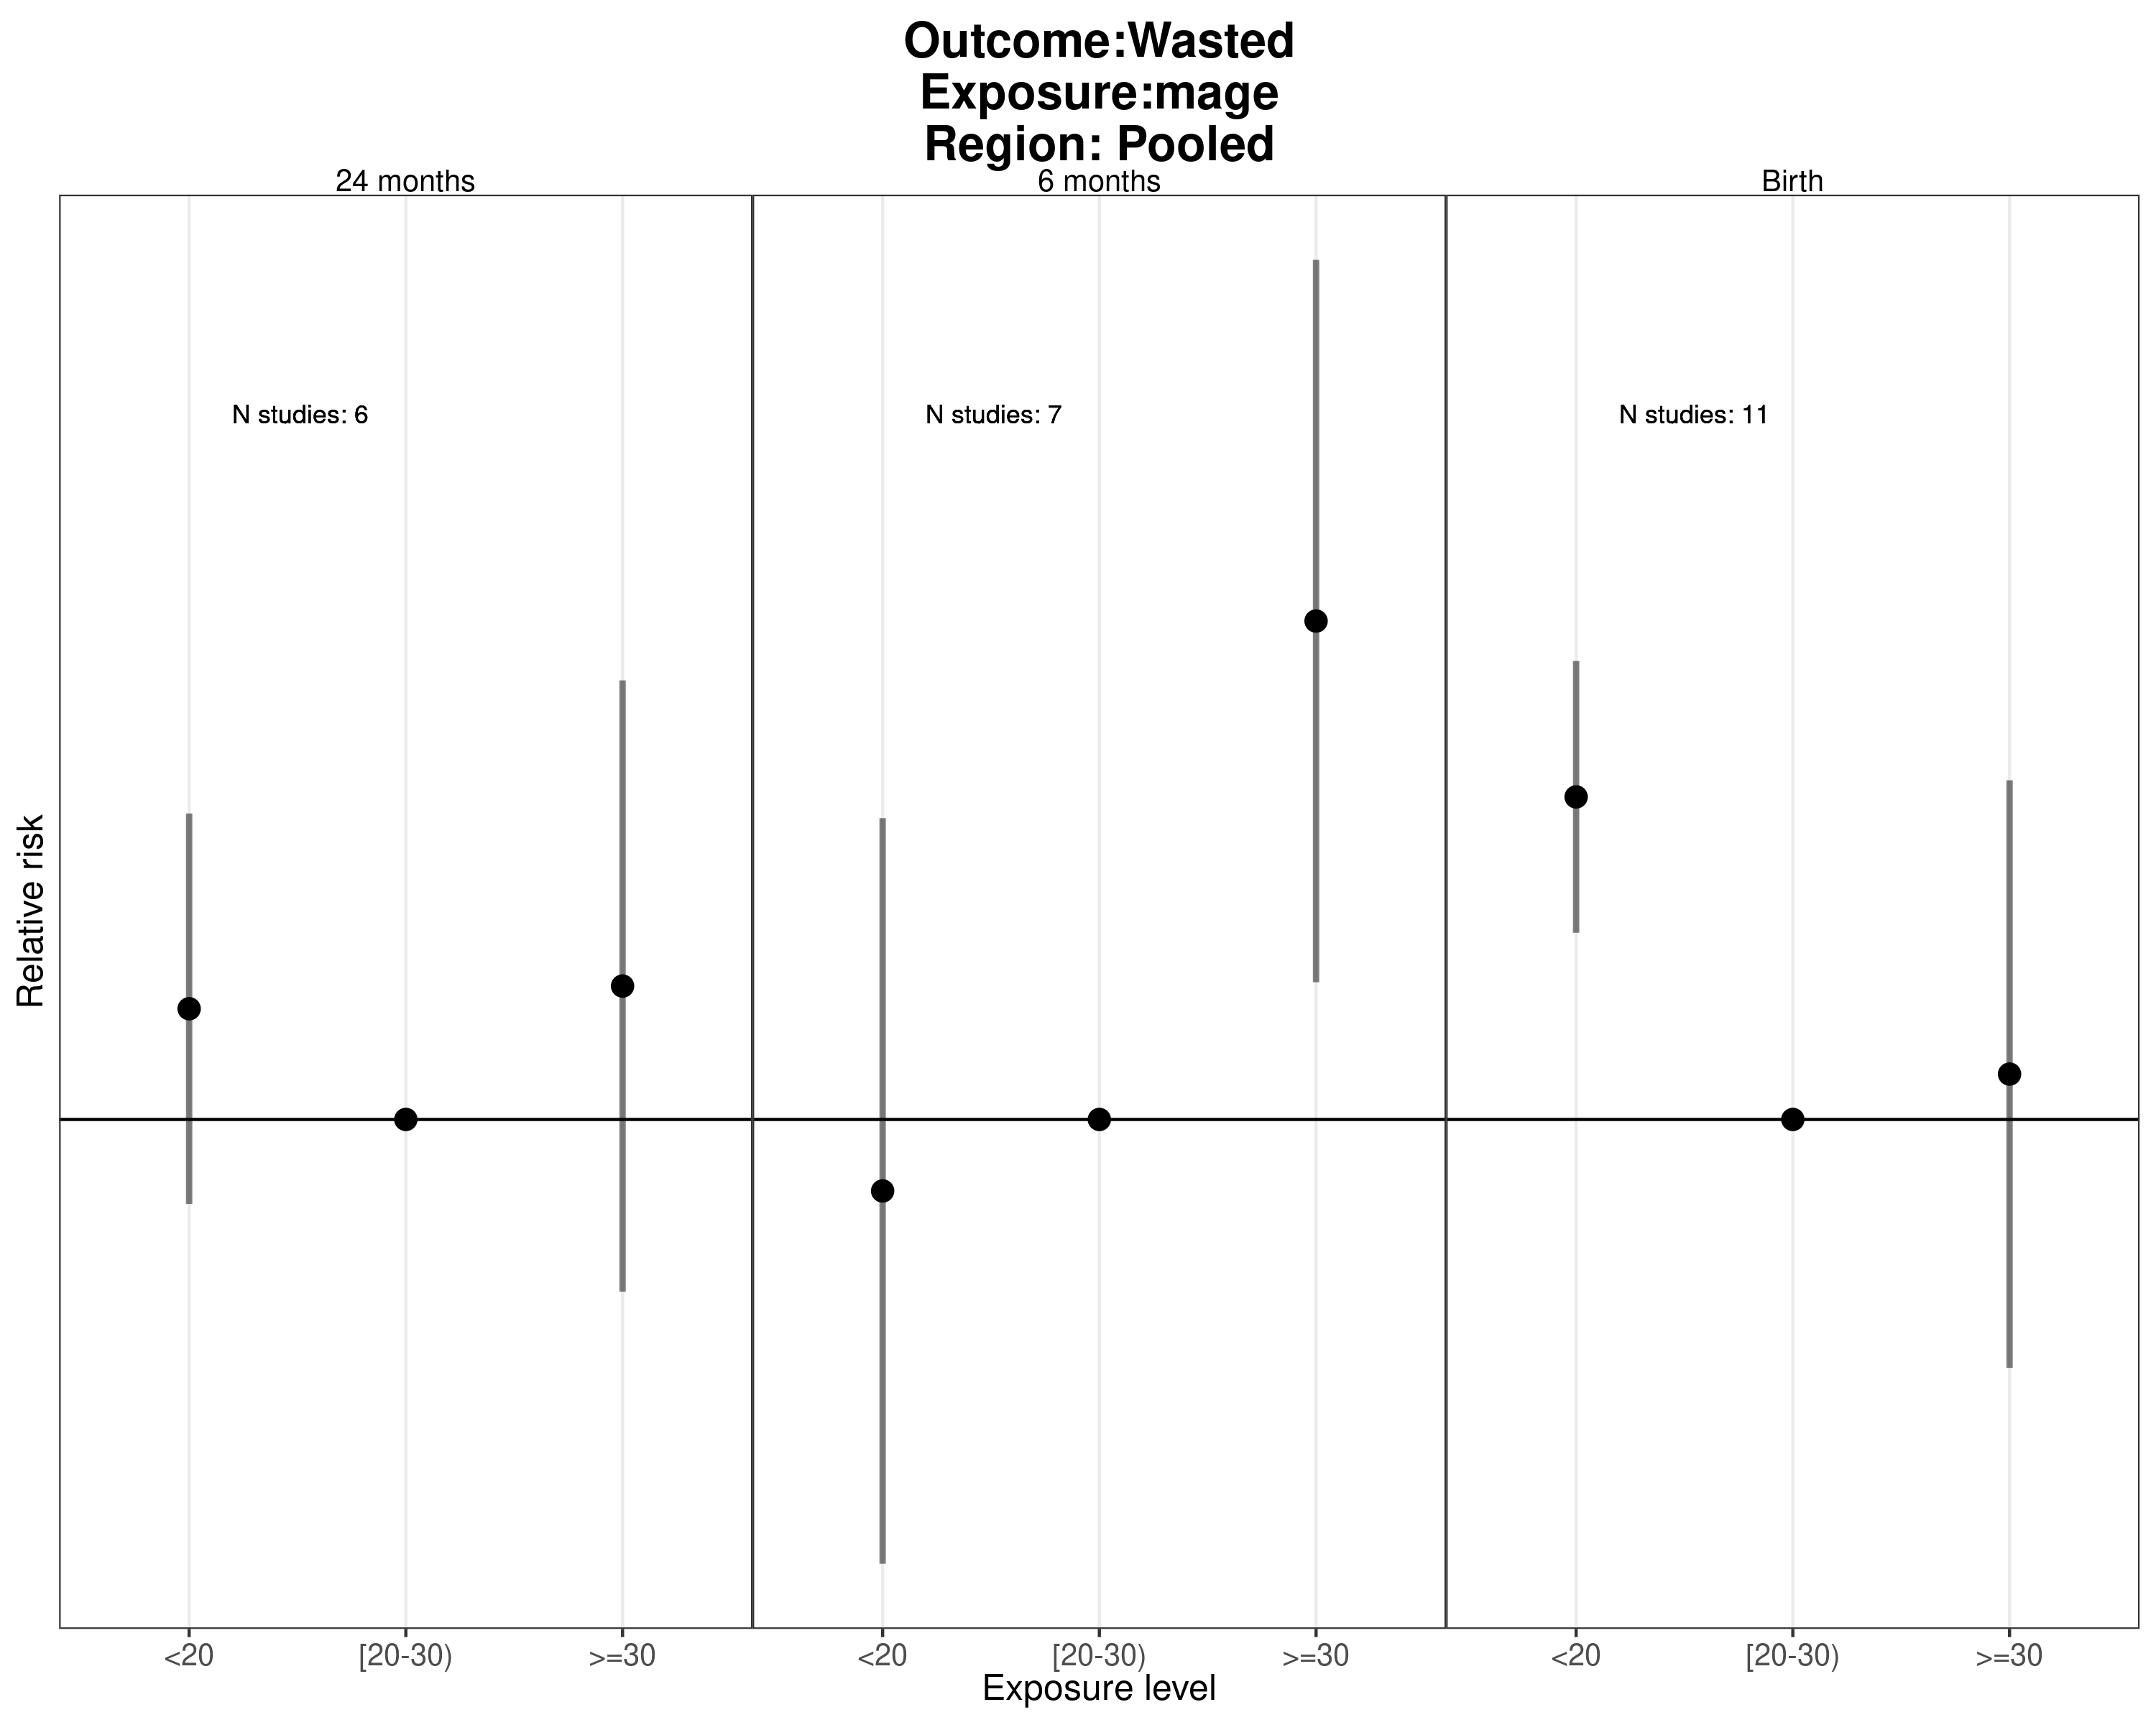 Outcome:Wasted
Exposure:mage
Region: Pooled
24 months
6 months
Birth
N studies: 6
N studies: 7
N studies: 11
Relative risk
<20
[20-30)
>=30
<20
[20-30)
>=30
<20
[20-30)
>=30
Exposure level